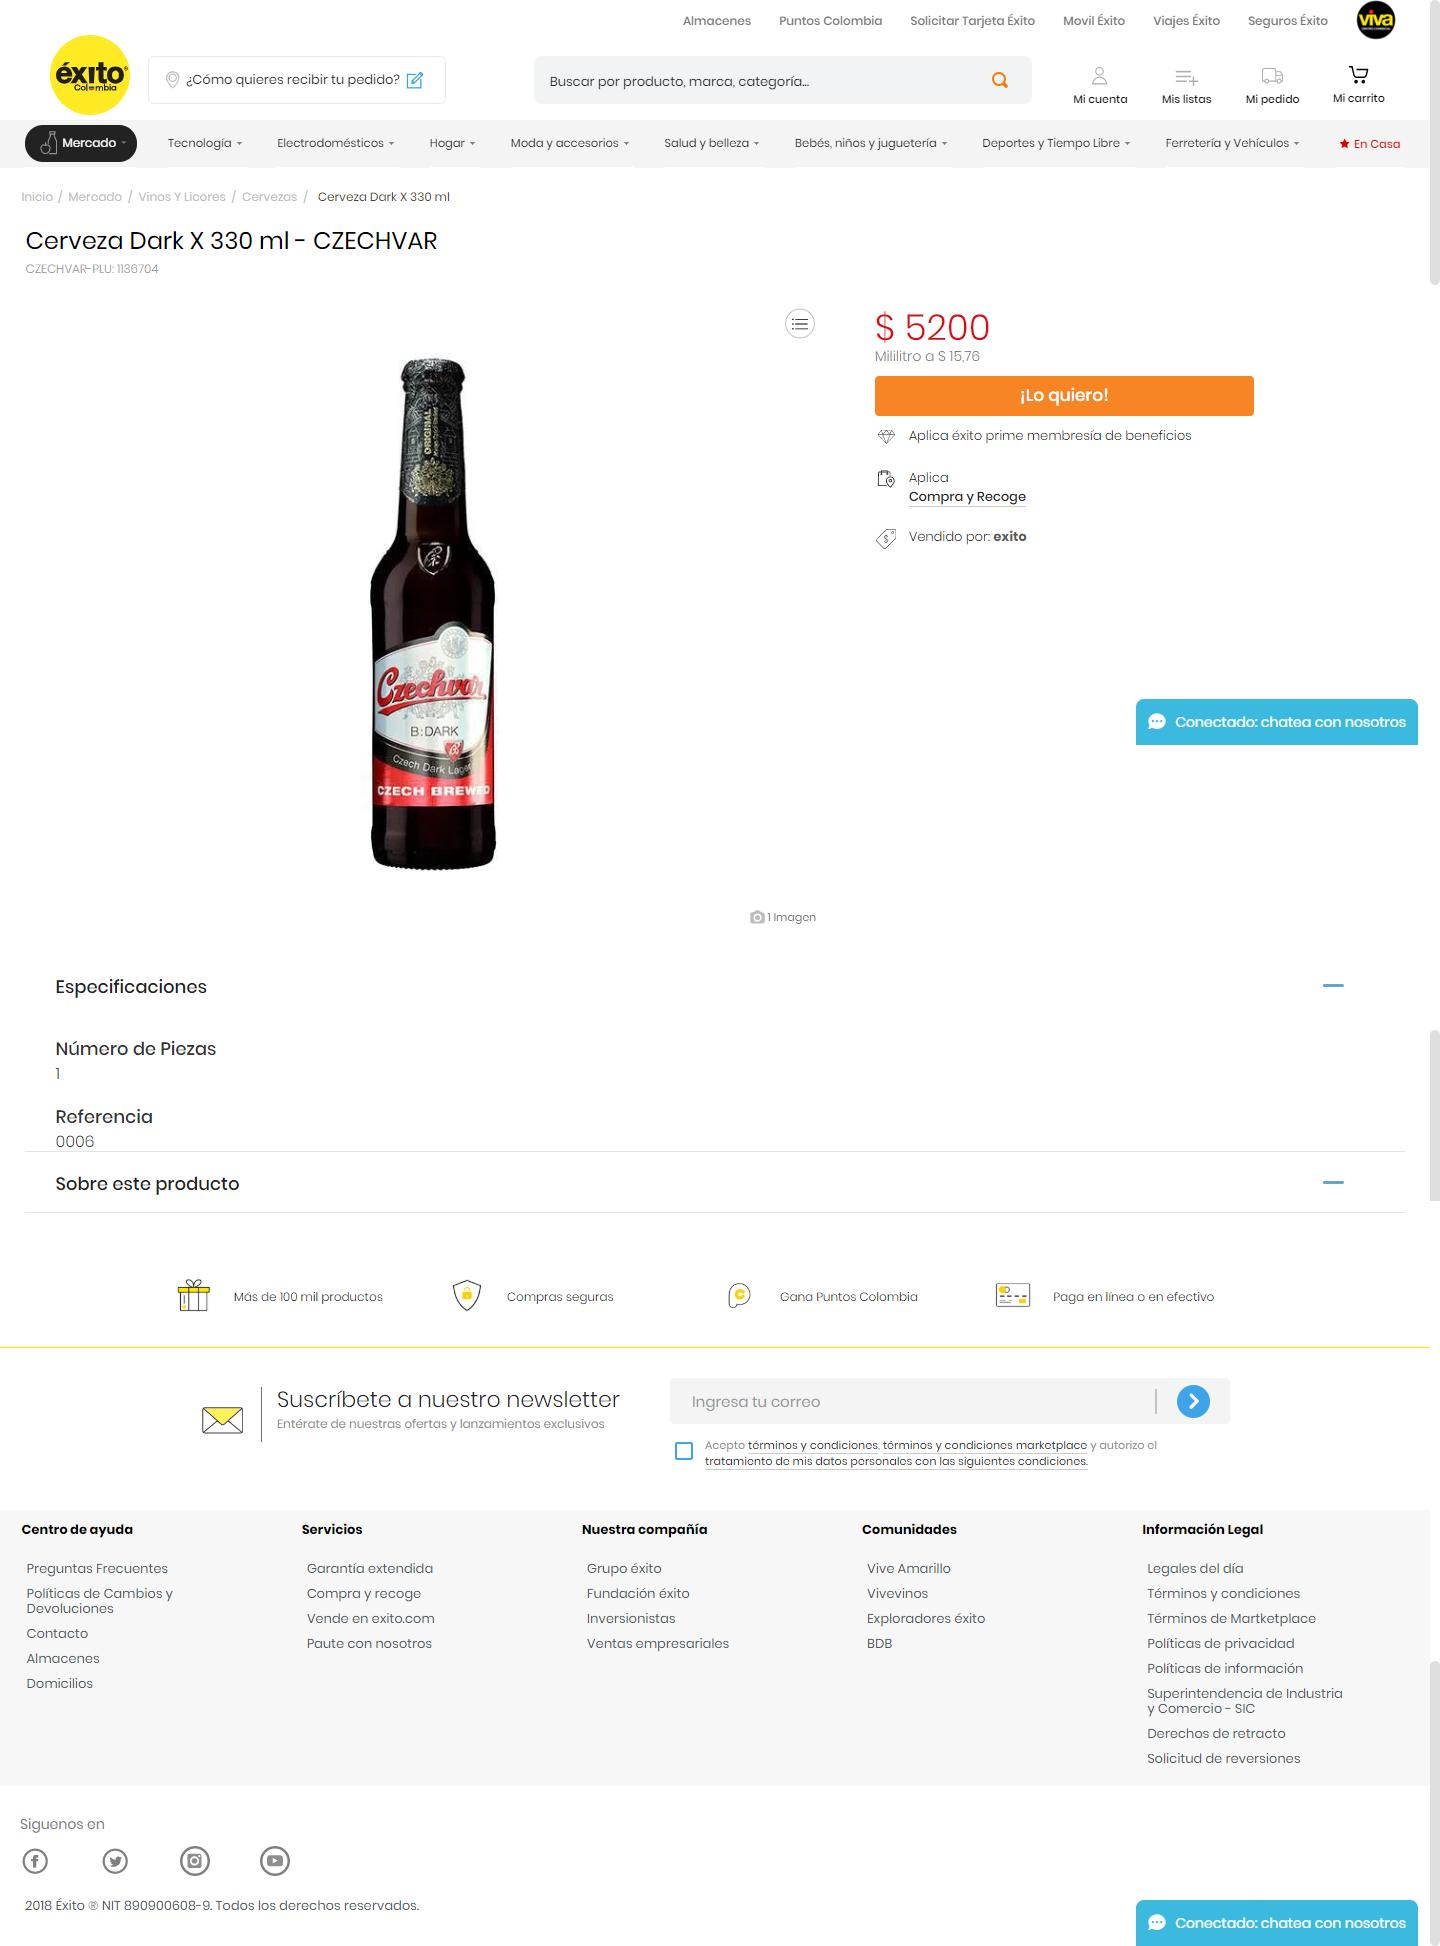 Almacenes Puntos Colombia Solicitar Tarjeta Éxito Movil Éxito Viajes Éxito Seguros Éxito viva
éxito
Colombia
¿Cómo quieres recibir tu pedido?
Buscar por producto, marca, categoría...
Mi cuenta Mis listas Mi pedido Mi carrito
Mercado Tecnología Electrodomésticos Hogar Moda y accesorios Salud y belleza Bebés, niños y juguetería Deportes y Tiempo Libre Ferretería y Vehículos En Casa
Inicio / Mercado / Vinos Y Licores / Cervezas / Cerveza Dark X 330 ml
Cerveza Dark X 330 ml - CZECHVAR
CZECHVAR-PLU: 1136704
$ 5200
Mililitro a $ 15,76
¡Lo quiero!
Aplica éxito prime membresía de beneficios
Aplica
Compra y Recoge
Vendido por: exito
ORIGINAL
Czechvar
B:DARK
Czech Dark Lager
CZECH BREWED
Conectado: chatea con nosotros
1 Imagen
Especificaciones
Número de Piezas
1
Referencia
0006
Sobre este producto
Más de 100 mil productos Compras seguras Gana Puntos Colombia Paga en línea o en efectivo
Suscríbete a nuestro newsletter
Entérate de nuestras ofertas y lanzamientos exclusivos
Ingresa tu correo
Acepto términos y condiciones, términos y condiciones marketplace y autorizo el
tratamiento de mis datos personales con las siguientes condiciones.
Centro de ayuda
Preguntas Frecuentes
Políticas de Cambios y
Devoluciones
Contacto
Almacenes
Domicilios
Servicios
Garantía extendida
Compra y recoge
Vende en exito.com
Paute con nosotros
Nuestra compañía
Grupo éxito
Fundación éxito
Inversionistas
Ventas empresariales
Comunidades
Vive Amarillo
Vivevinos
Exploradores éxito
BDB
Información Legal
Legales del día
Términos y condiciones
Términos de Martketplace
Políticas de privacidad
Políticas de información
Superintendencia de Industria
y Comercio - SIC
Derechos de retracto
Solicitud de reversiones
Siguenos en
2018 Éxito ® NIT 890900608-9. Todos los derechos reservados.
Conectado: chatea con nosotros